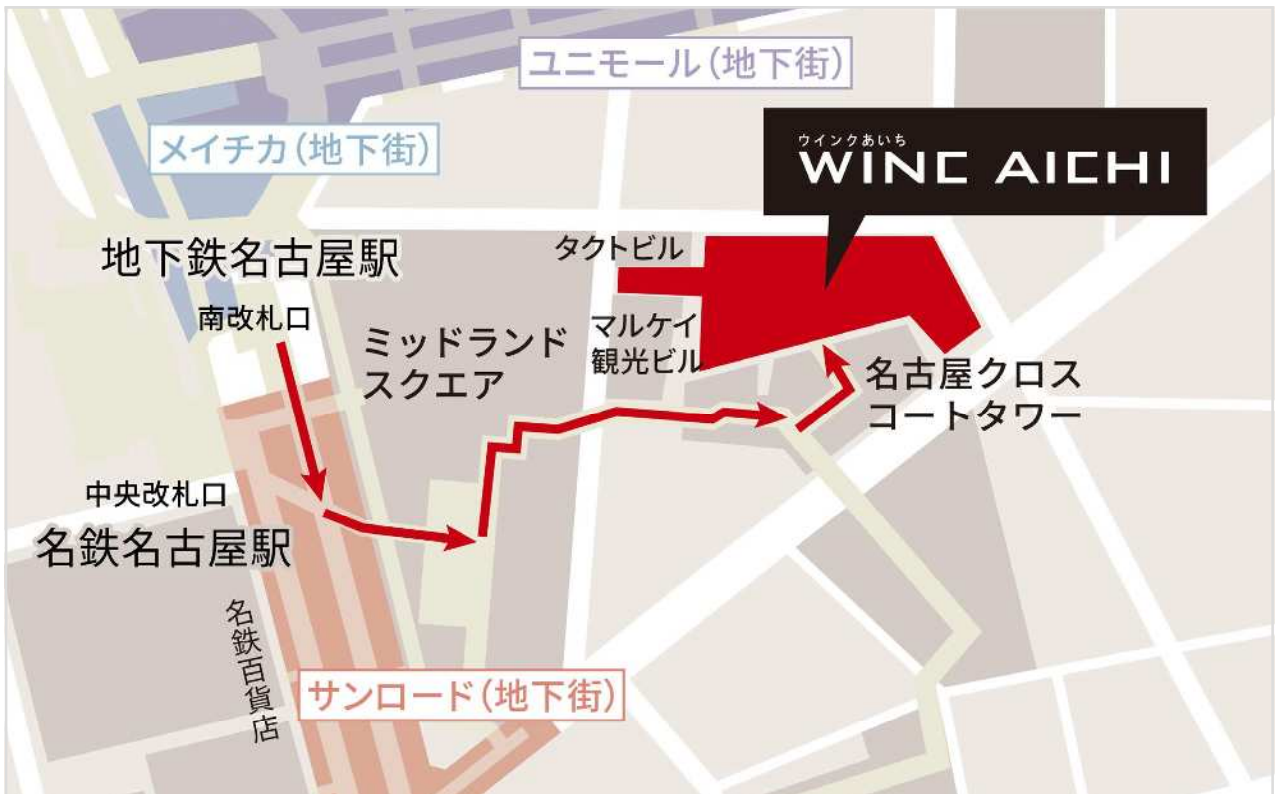 ユニモール(地下街)
メイチカ(地下街)
ウインクあいち
WINC AICHI
地下鉄名古屋駅
南改札口
タクトビル
ミッドランド
スクエア
マルケイ
観光ビル
名古屋クロス
コートタワー
中央改札口
名鉄名古屋駅
名鉄百貨店
サンロード(地下街)